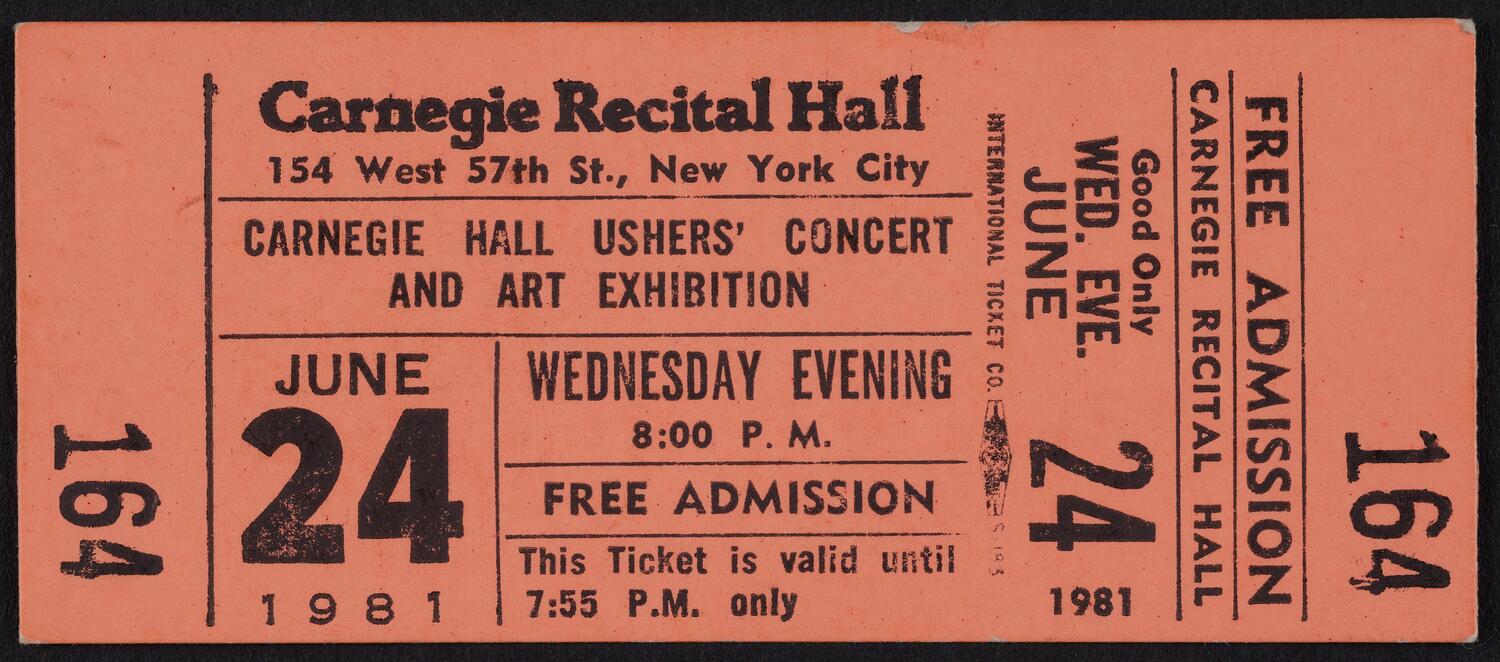 164
Carnegie Recital Hall
154 West 57th St., New York City
CARNEGIE HALL USHERS' CONCERT
AND ART EXHIBITION
JUNE
24
1981
WEDNESDAY EVENING
8:00 P. M.
FREE ADMISSION
This Ticket is valid until
7:55 P.M. only
INTERNATIONAL TICKET CO.
Good Only
WED. EVE.
JUNE 24
1981
CARNEGIE RECITAL HALL
FREE ADMISSION
164